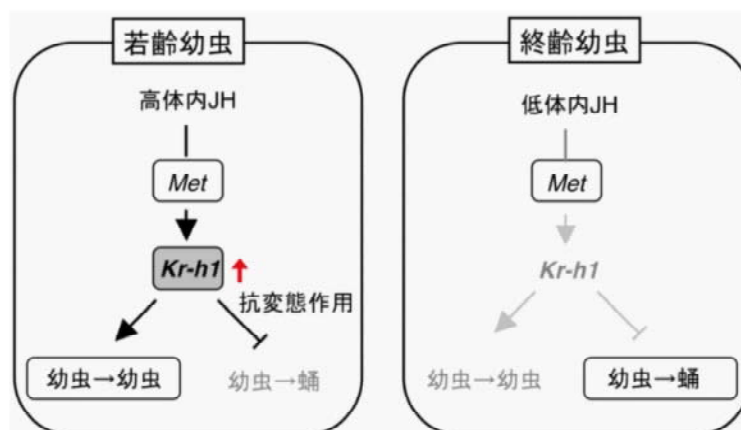 若齢幼虫
高体内JH
Met
Kr-h1
抗変態作用
幼虫→幼虫
幼虫→蛹
終齢幼虫
低体内JH
Met
Kr-h1
幼虫→幼虫
幼虫→蛹